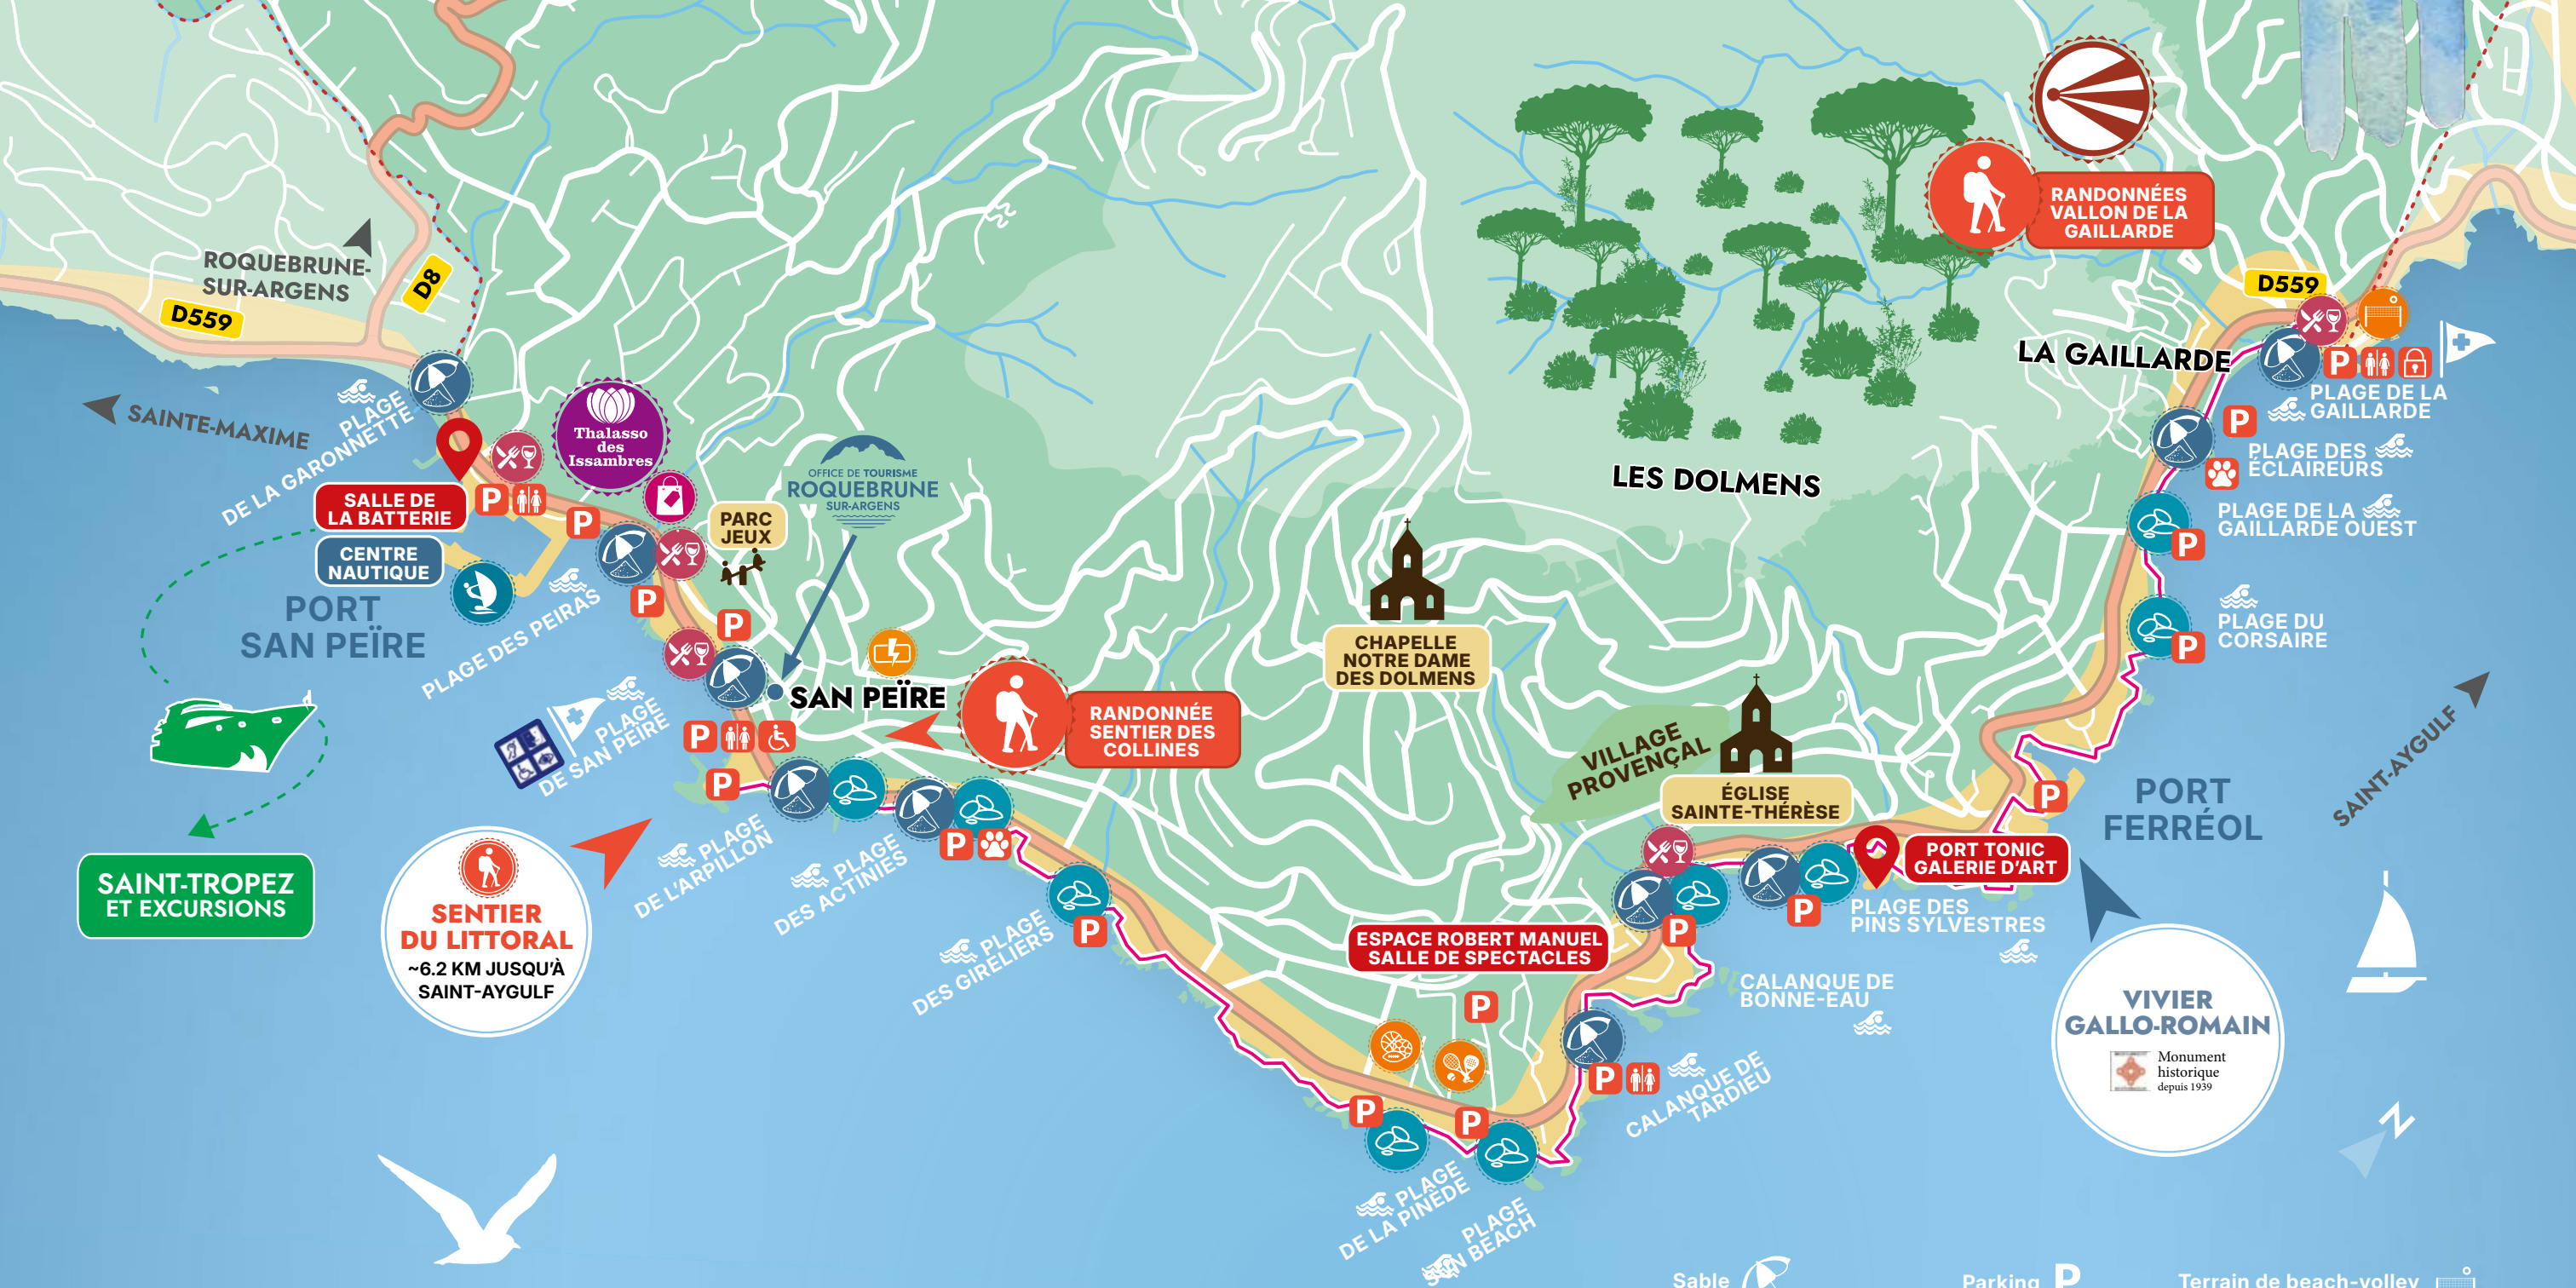 ROQUEBRUNE-
SUR-ARGENS
D8
D559
SAINTE-MAXIME
PLAGE
DE LA GARONNETTE
SALLE DE
LA BATTERIE
P
CENTRE
NAUTIQUE
PORT
SAN PEÏRE
Thalasso
des
Issambres
P
PARC
JEUX
OFFICE DE TOURISME
ROQUEBRUNE
SUR-ARGENS
PLAGE DES PEIRAS
P
P
SAN PEÏRE
PLAGE
DE SAN PEÏRE
P
P
RANDONNÉE
SENTIER DES
COLLINES
SAINT-TROPEZ
ET EXCURSIONS
SENTIER
DU LITTORAL
~6.2 KM JUSQU'À
SAINT-AYGULF
PLAGE
DE L'ARPILLON
PLAGE
DES ACTINIES
P
PLAGE
DES GIRELIERS
P
CHAPELLE
NOTRE DAME
DES DOLMENS
LES DOLMENS
RANDONNÉES
VALLON DE LA
GAILLARDE
D559
LA GAILLARDE
P
PLAGE DE LA
GAILLARDE
P
PLAGE DES
ÉCLAIREURS
PLAGE DE LA
GAILLARDE OUEST
P
PLAGE DU
CORSAIRE
P
SAINT-AYGULF
VILLAGE
PROVENÇAL
ÉGLISE
SAINTE-THÉRÈSE
P
PORT
FERRÉOL
PORT TONIC
GALERIE D'ART
PLAGE DES
PINS SYLVESTRES
P
P
ESPACE ROBERT MANUEL
SALLE DE SPECTACLES
P
CALANQUE DE
BONNE-EAU
P
CALANQUE DE
TARDIEU
P
P
PLAGE
DE LA PINÈDE
PLAGE
SUN BEACH
VIVIER
GALLO-ROMAIN
Monument
historique
depuis 1939
N
Sable
Parking P
Terrain de beach-volley